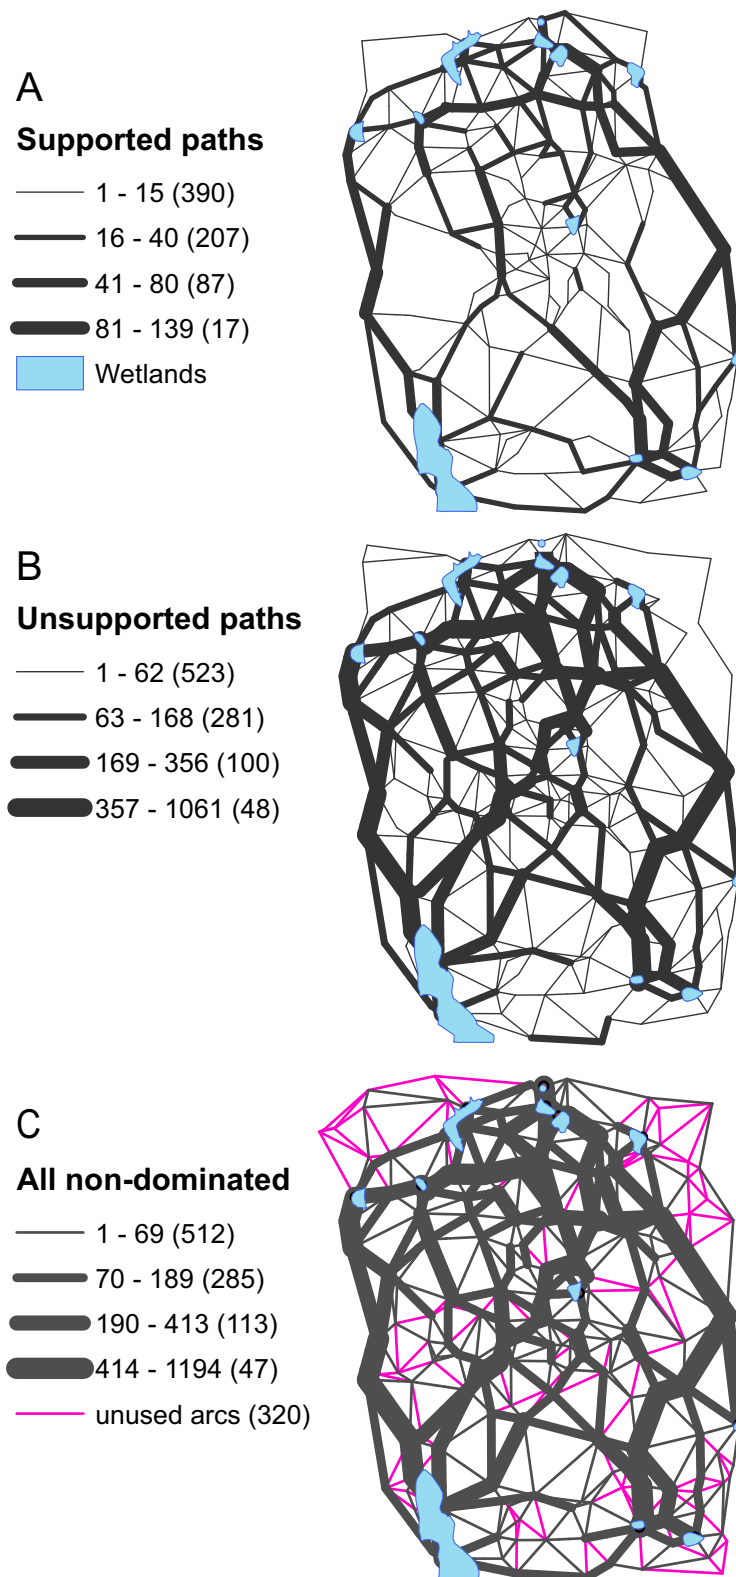 A
Supported paths
1 - 15 (390)
16 - 40 (207)
41 - 80 (87)
81 - 139 (17)
Wetlands
B
Unsupported paths
1 - 62 (523)
63 - 168 (281)
169 - 356 (100)
357 - 1061 (48)
C
All non-dominated
1 - 69 (512)
70 - 189 (285)
190 - 413 (113)
414 - 1194 (47)
unused arcs (320)